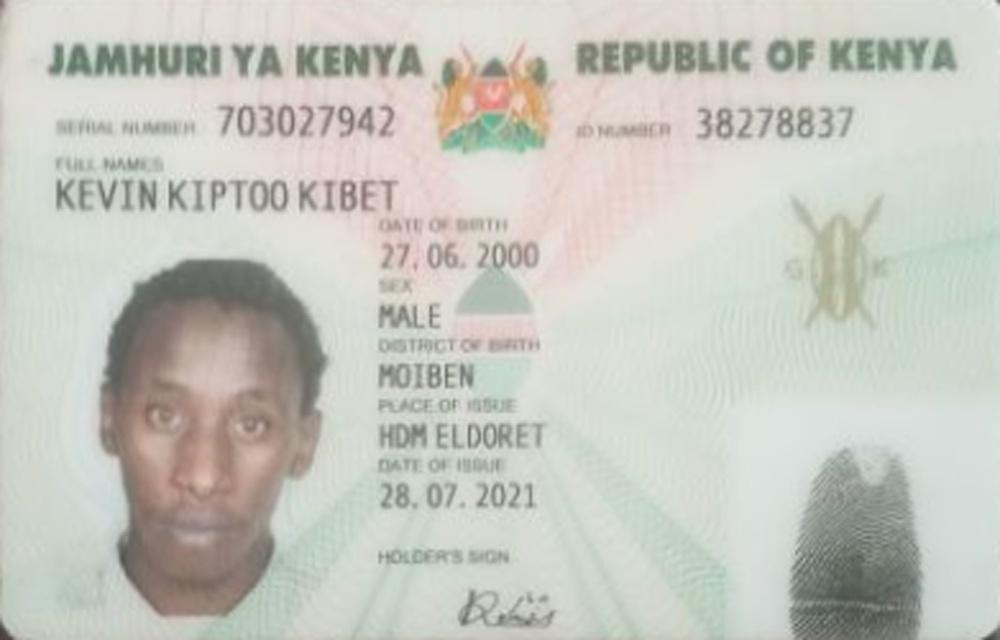 JAMHURI YA KENYA REPUBLIC OF KENYA
SERIAL NUMBER 703027942 ID NUMBER 38278837
FULL NAMES
KEVIN KIPTOO KIBET
DATE OF BIRTH
27. 06. 2000
SEX
MALE
DISTRICT OF BIRTH
MOIBEN
PLACE OF ISSUE
HDM ELDORET
DATE OF ISSUE
28. 07. 2021
HOLDER'S SIGN.
G K